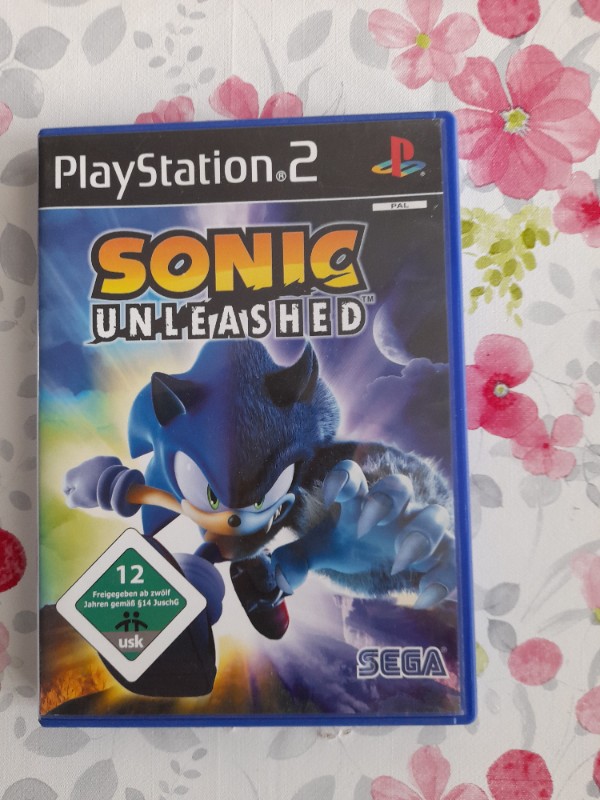 PlayStation®2
PAL
SONIC
UNLEASHED™
12
Freigegeben ab zwölf
Jahren gemäß §14 JuSchG
usk
SEGA